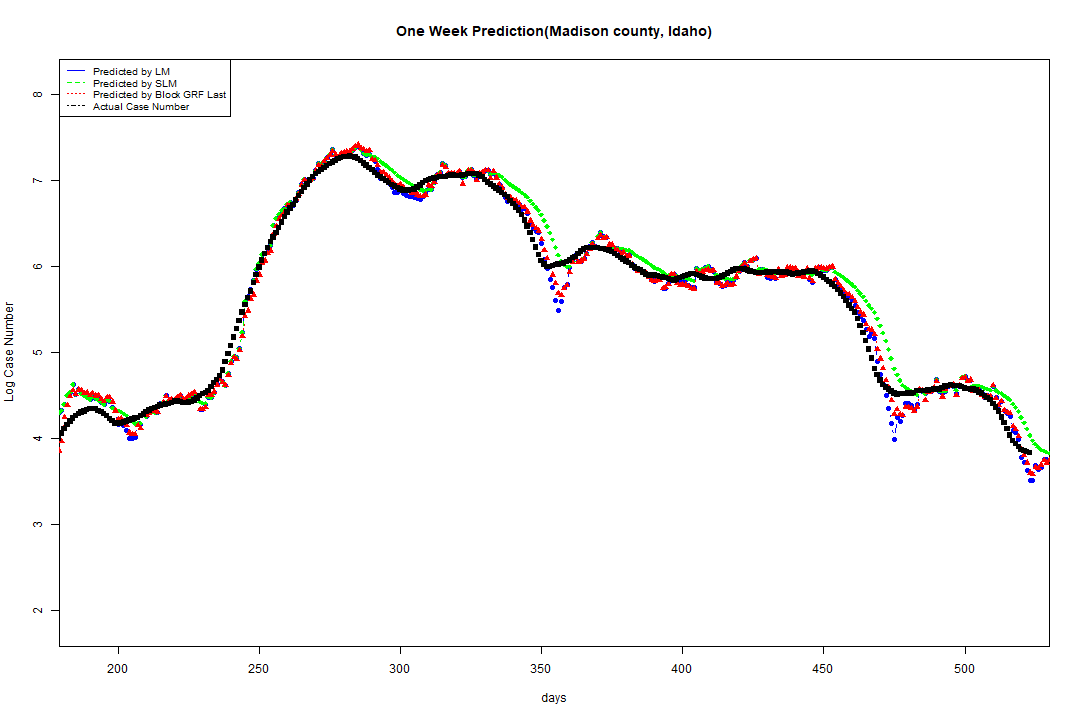 One Week Prediction(Madison county, Idaho)
Predicted by LM
Predicted by SLM
Predicted by Block GRF Last
Actual Case Number
8
7
6
5
4
3
2
Log Case Number
200 250 300 350 400 450 500
days